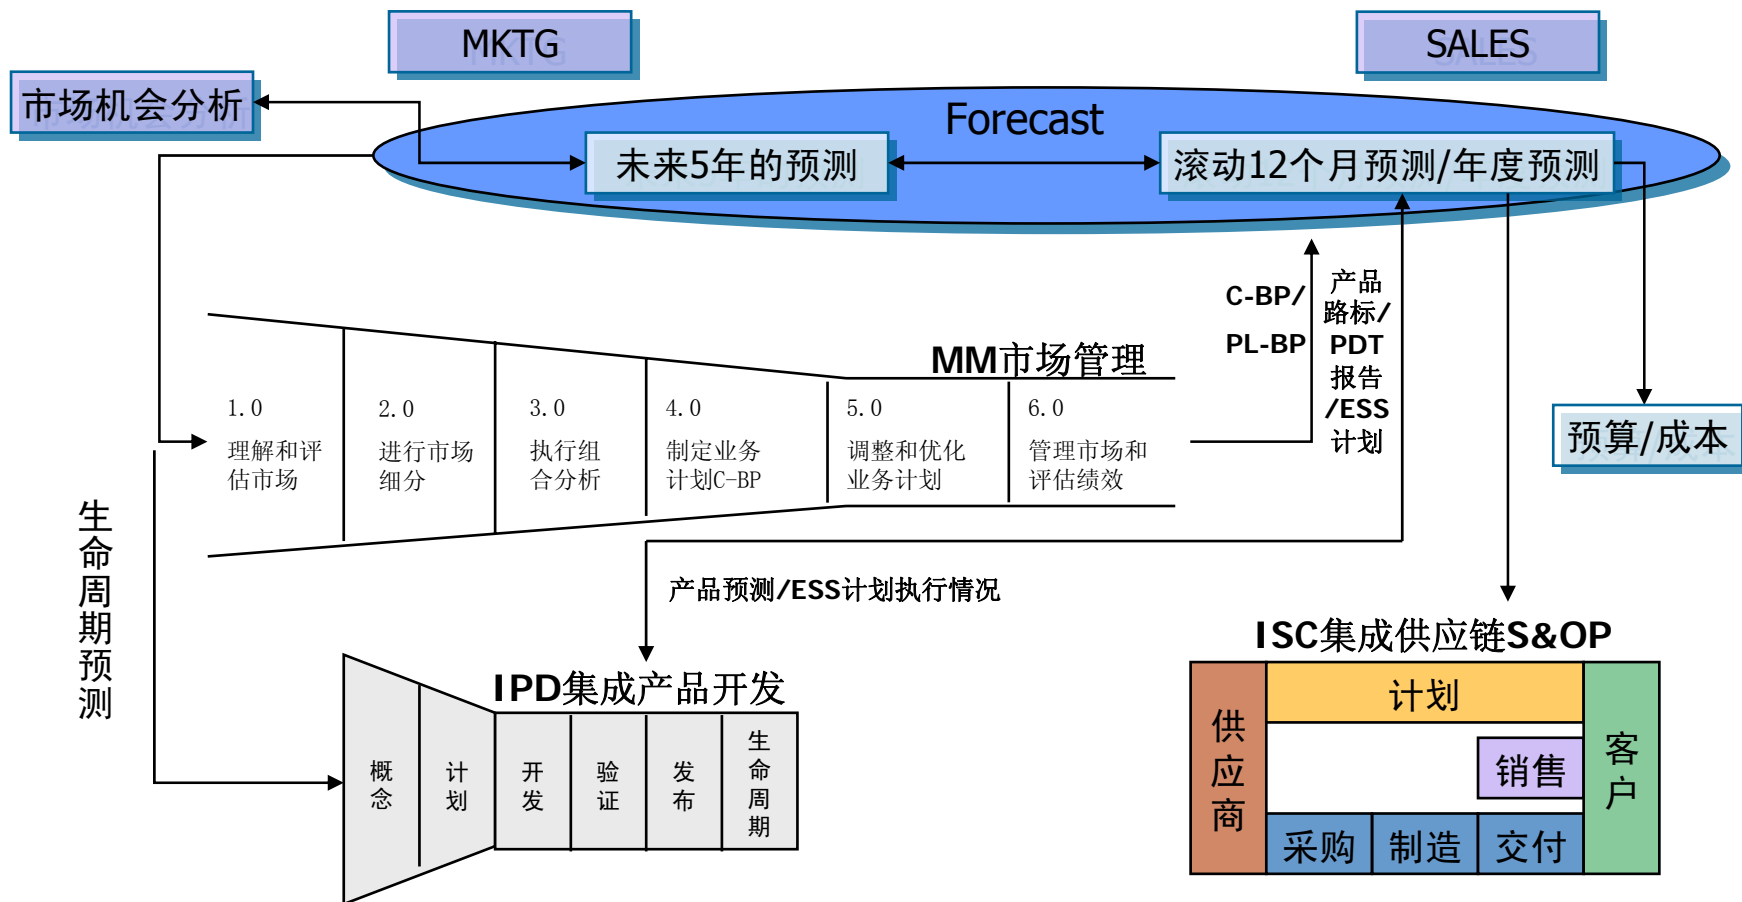 MKTG
SALES
市场机会分析
Forecast
未来5年的预测
滚动12个月预测/年度预测
C-BP/
PL-BP
产品
路标/
PDT
报告
/ESS
计划
MM市场管理
1.0
理解和评
估市场
2.0
进行市场
细分
3.0
执行组
合分析
4.0
制定业务
计划C-BP
5.0
调整和优化
业务计划
6.0
管理市场和
评估绩效
预算/成本
生命周期预测
产品预测/ESS计划执行情况
IPD集成产品开发
概念
计划
开发
验证
发布
生命周期
ISC集成供应链S&OP
供应商
计划
销售
客户
采购
制造
交付